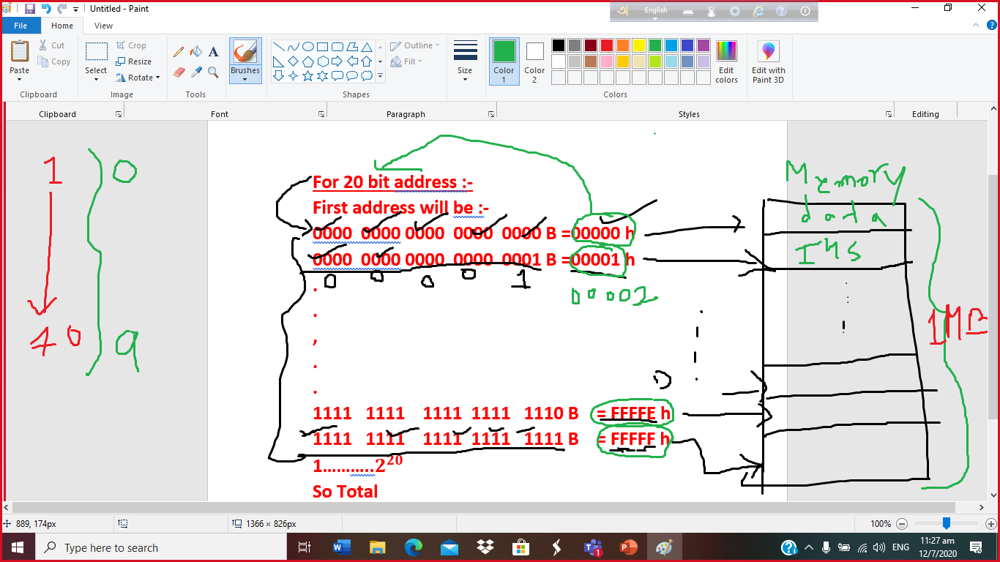 Untitled - Paint
English
File Home View
Paste Cut Copy Clipboard
Select Crop Resize Rotate Image
Tools
Brushes
Shapes
Outline
Fill
Size
Color 1
Color 2
Colors
Edit colors
Edit with Paint 3D
Clipboard Font Paragraph Styles Editing
1 0
40 9
Memory
For 20 bit address :-
First address will be :-
0000 0000 0000 0000 0000 B =00000 h
data
0000 0000 0000 0000 0001 B =00001 h
INS
0 0 0 0 1
00002
.
.
,
.
.
1MB
1111 1111 1111 1111 1110 B = FFFFE h
1111 1111 1111 1111 1111 B = FFFFF h
1………..2²⁰
So Total
889, 174px
1366 × 826px
100%
Type here to search
ENG
11:27 am
12/7/2020